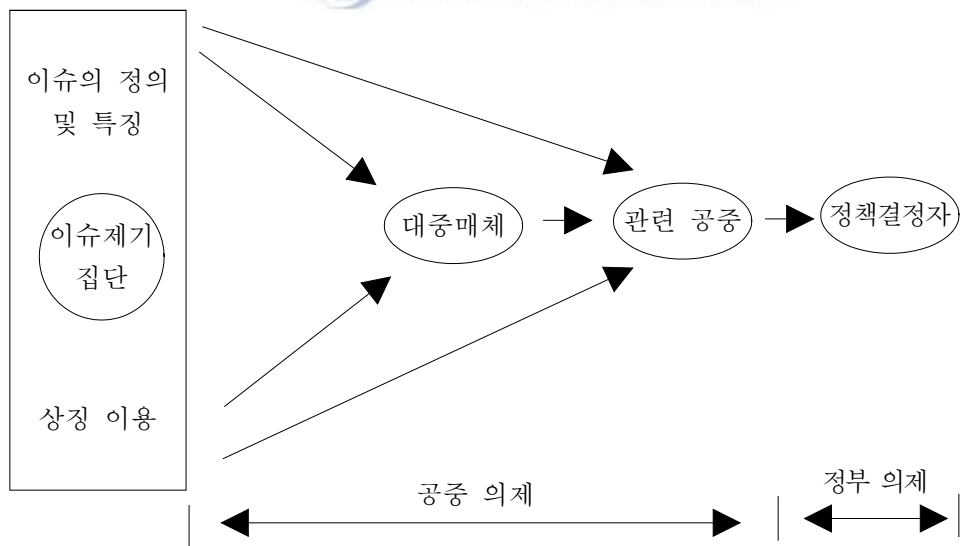 이슈의 정의
및 특징
이슈제기
집단
상징 이용
대중매체
관련 공중
정책결정자
공중 의제
정부 의제